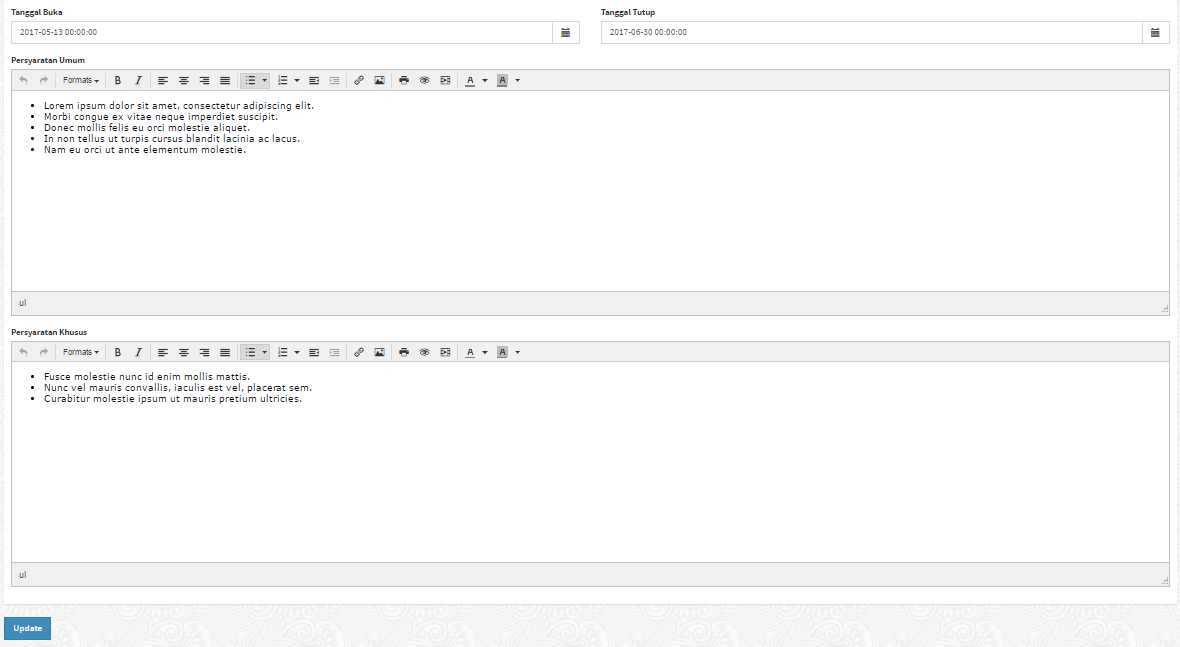 Tanggal Buka
Tanggal Tutup
2017-05-13 00:00:00
2017-06-30 00:00:00
Persyaratan Umum
Formats B I A A
Lorem ipsum dolor sit amet, consectetur adipiscing elit.
Morbi congue ex vitae neque imperdiet suscipit.
Donec mollis felis eu orci molestie aliquet.
In non tellus ut turpis cursus blandit lacinia ac lacus.
Nam eu orci ut ante elementum molestie.
ul
Persyaratan Khusus
Formats B I A A
Fusce molestie nunc id enim mollis mattis.
Nunc vel mauris convallis, iaculis est vel, placerat sem.
Curabitur molestie ipsum ut mauris pretium ultricies.
ul
Update